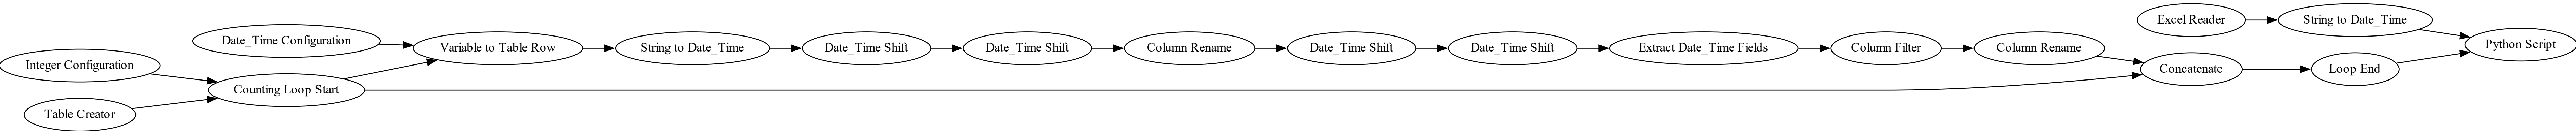 Integer Configuration
Table Creator
Date_Time Configuration
Counting Loop Start
Variable to Table Row
String to Date_Time
Date_Time Shift
Date_Time Shift
Column Rename
Date_Time Shift
Date_Time Shift
Extract Date_Time Fields
Column Filter
Column Rename
Excel Reader
Concatenate
String to Date_Time
Loop End
Python Script